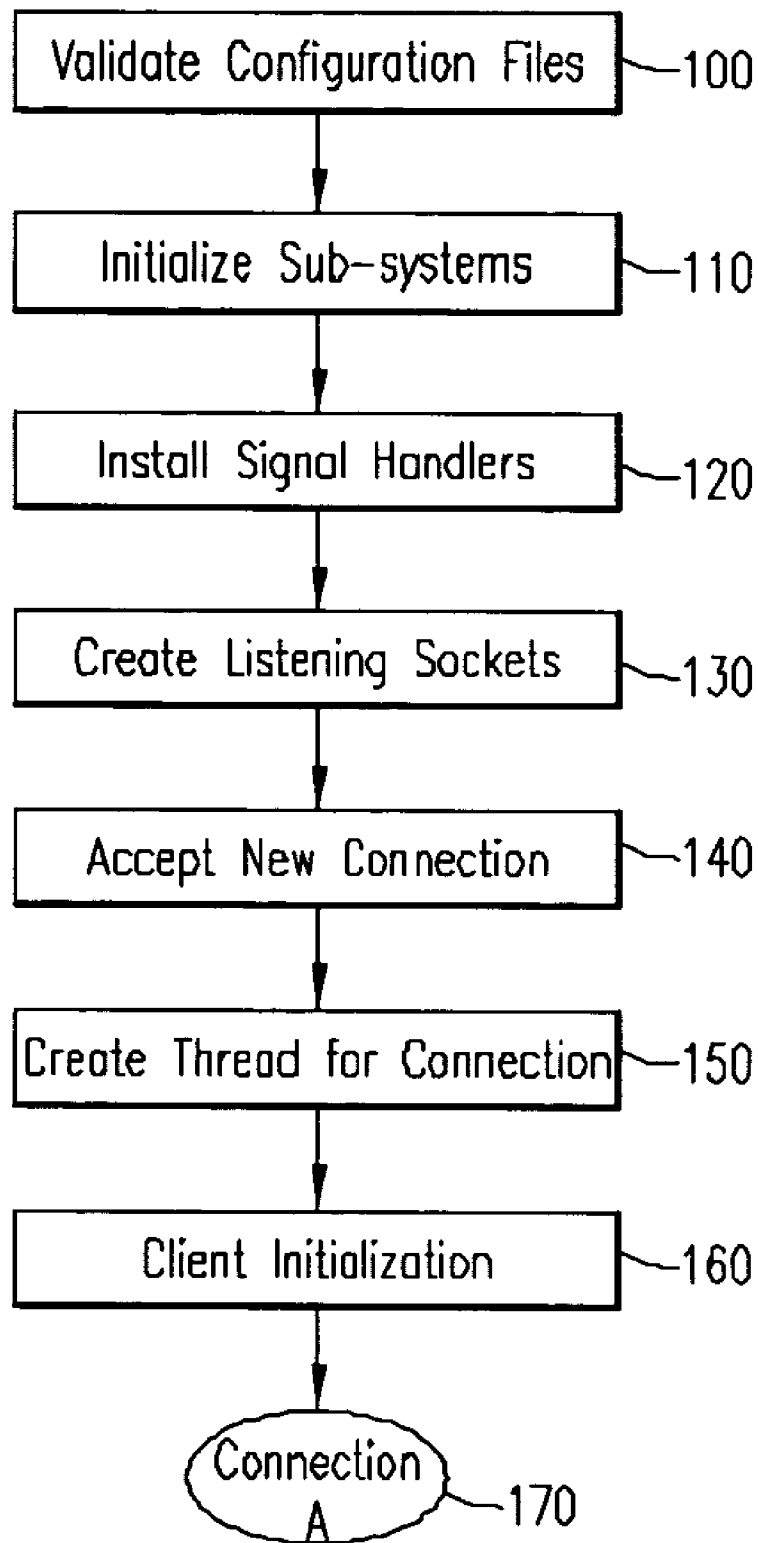 Validate Configuration Files
100
Initialize Sub-systems
110
Install Signal Handlers
120
Create Listening Sockets
130
Accept New Connection
140
Create Thread for Connection
150
Client Initialization
160
Connection
A
170